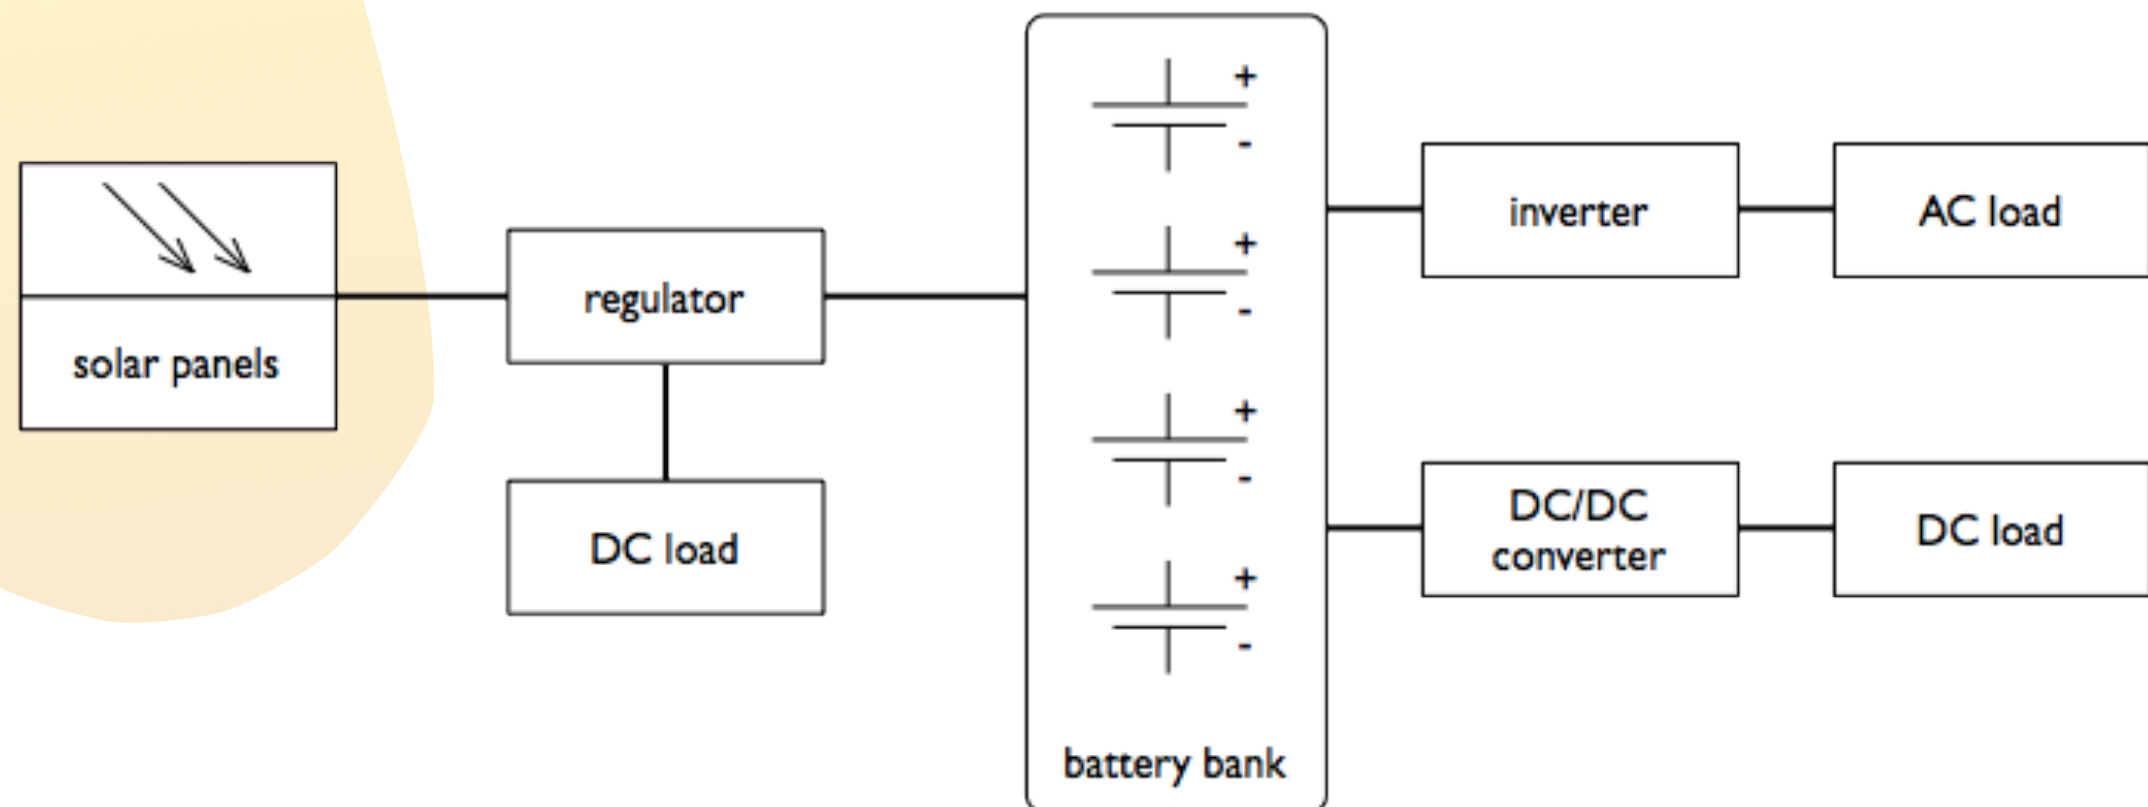 solar panels
regulator
DC load
+
-
+
-
+
-
+
-
battery bank
inverter
AC load
DC/DC
converter
DC load